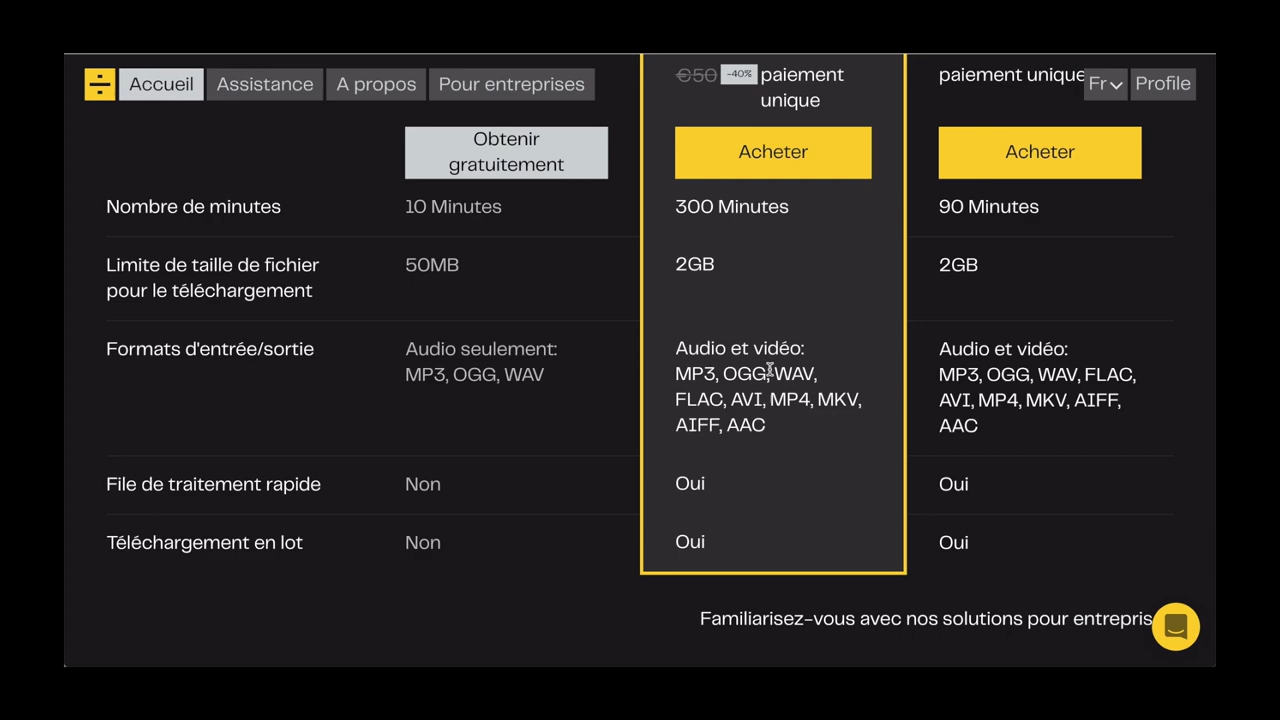 Accueil Assistance A propos Pour entreprises
€50 -40% paiement
unique
paiement unique
Fr Profile
Obtenir
gratuitement
Acheter
Acheter
Nombre de minutes 10 Minutes 300 Minutes 90 Minutes
Limite de taille de fichier
pour le téléchargement
50MB
2GB
2GB
Formats d'entrée/sortie
Audio seulement:
MP3, OGG, WAV
Audio et vidéo:
MP3, OGG, WAV,
FLAC, AVI, MP4, MKV,
AIFF, AAC
Audio et vidéo:
MP3, OGG, WAV, FLAC,
AVI, MP4, MKV, AIFF,
AAC
File de traitement rapide Non Oui Oui
Téléchargement en lot Non Oui Oui
Familiarisez-vous avec nos solutions pour entrepris